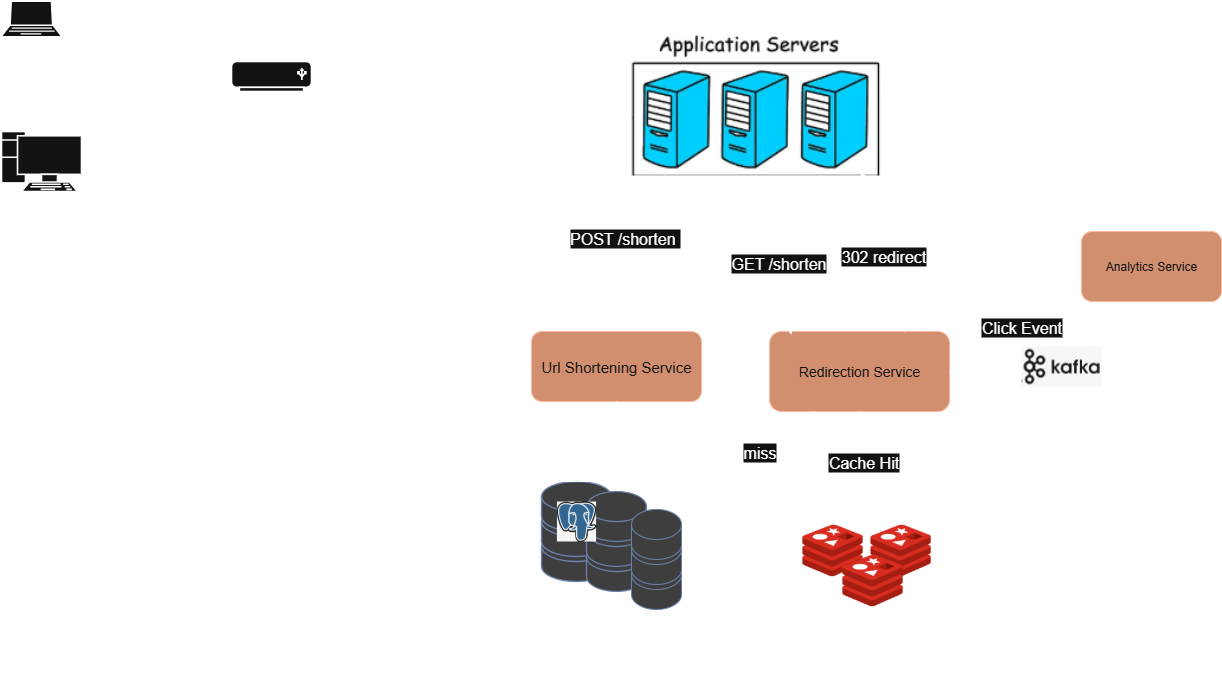 Application Servers
POST /shorten
GET /shorten
302 redirect
Analytics Service
Click Event
Url Shortening Service
Redirection Service
kafka
miss
Cache Hit